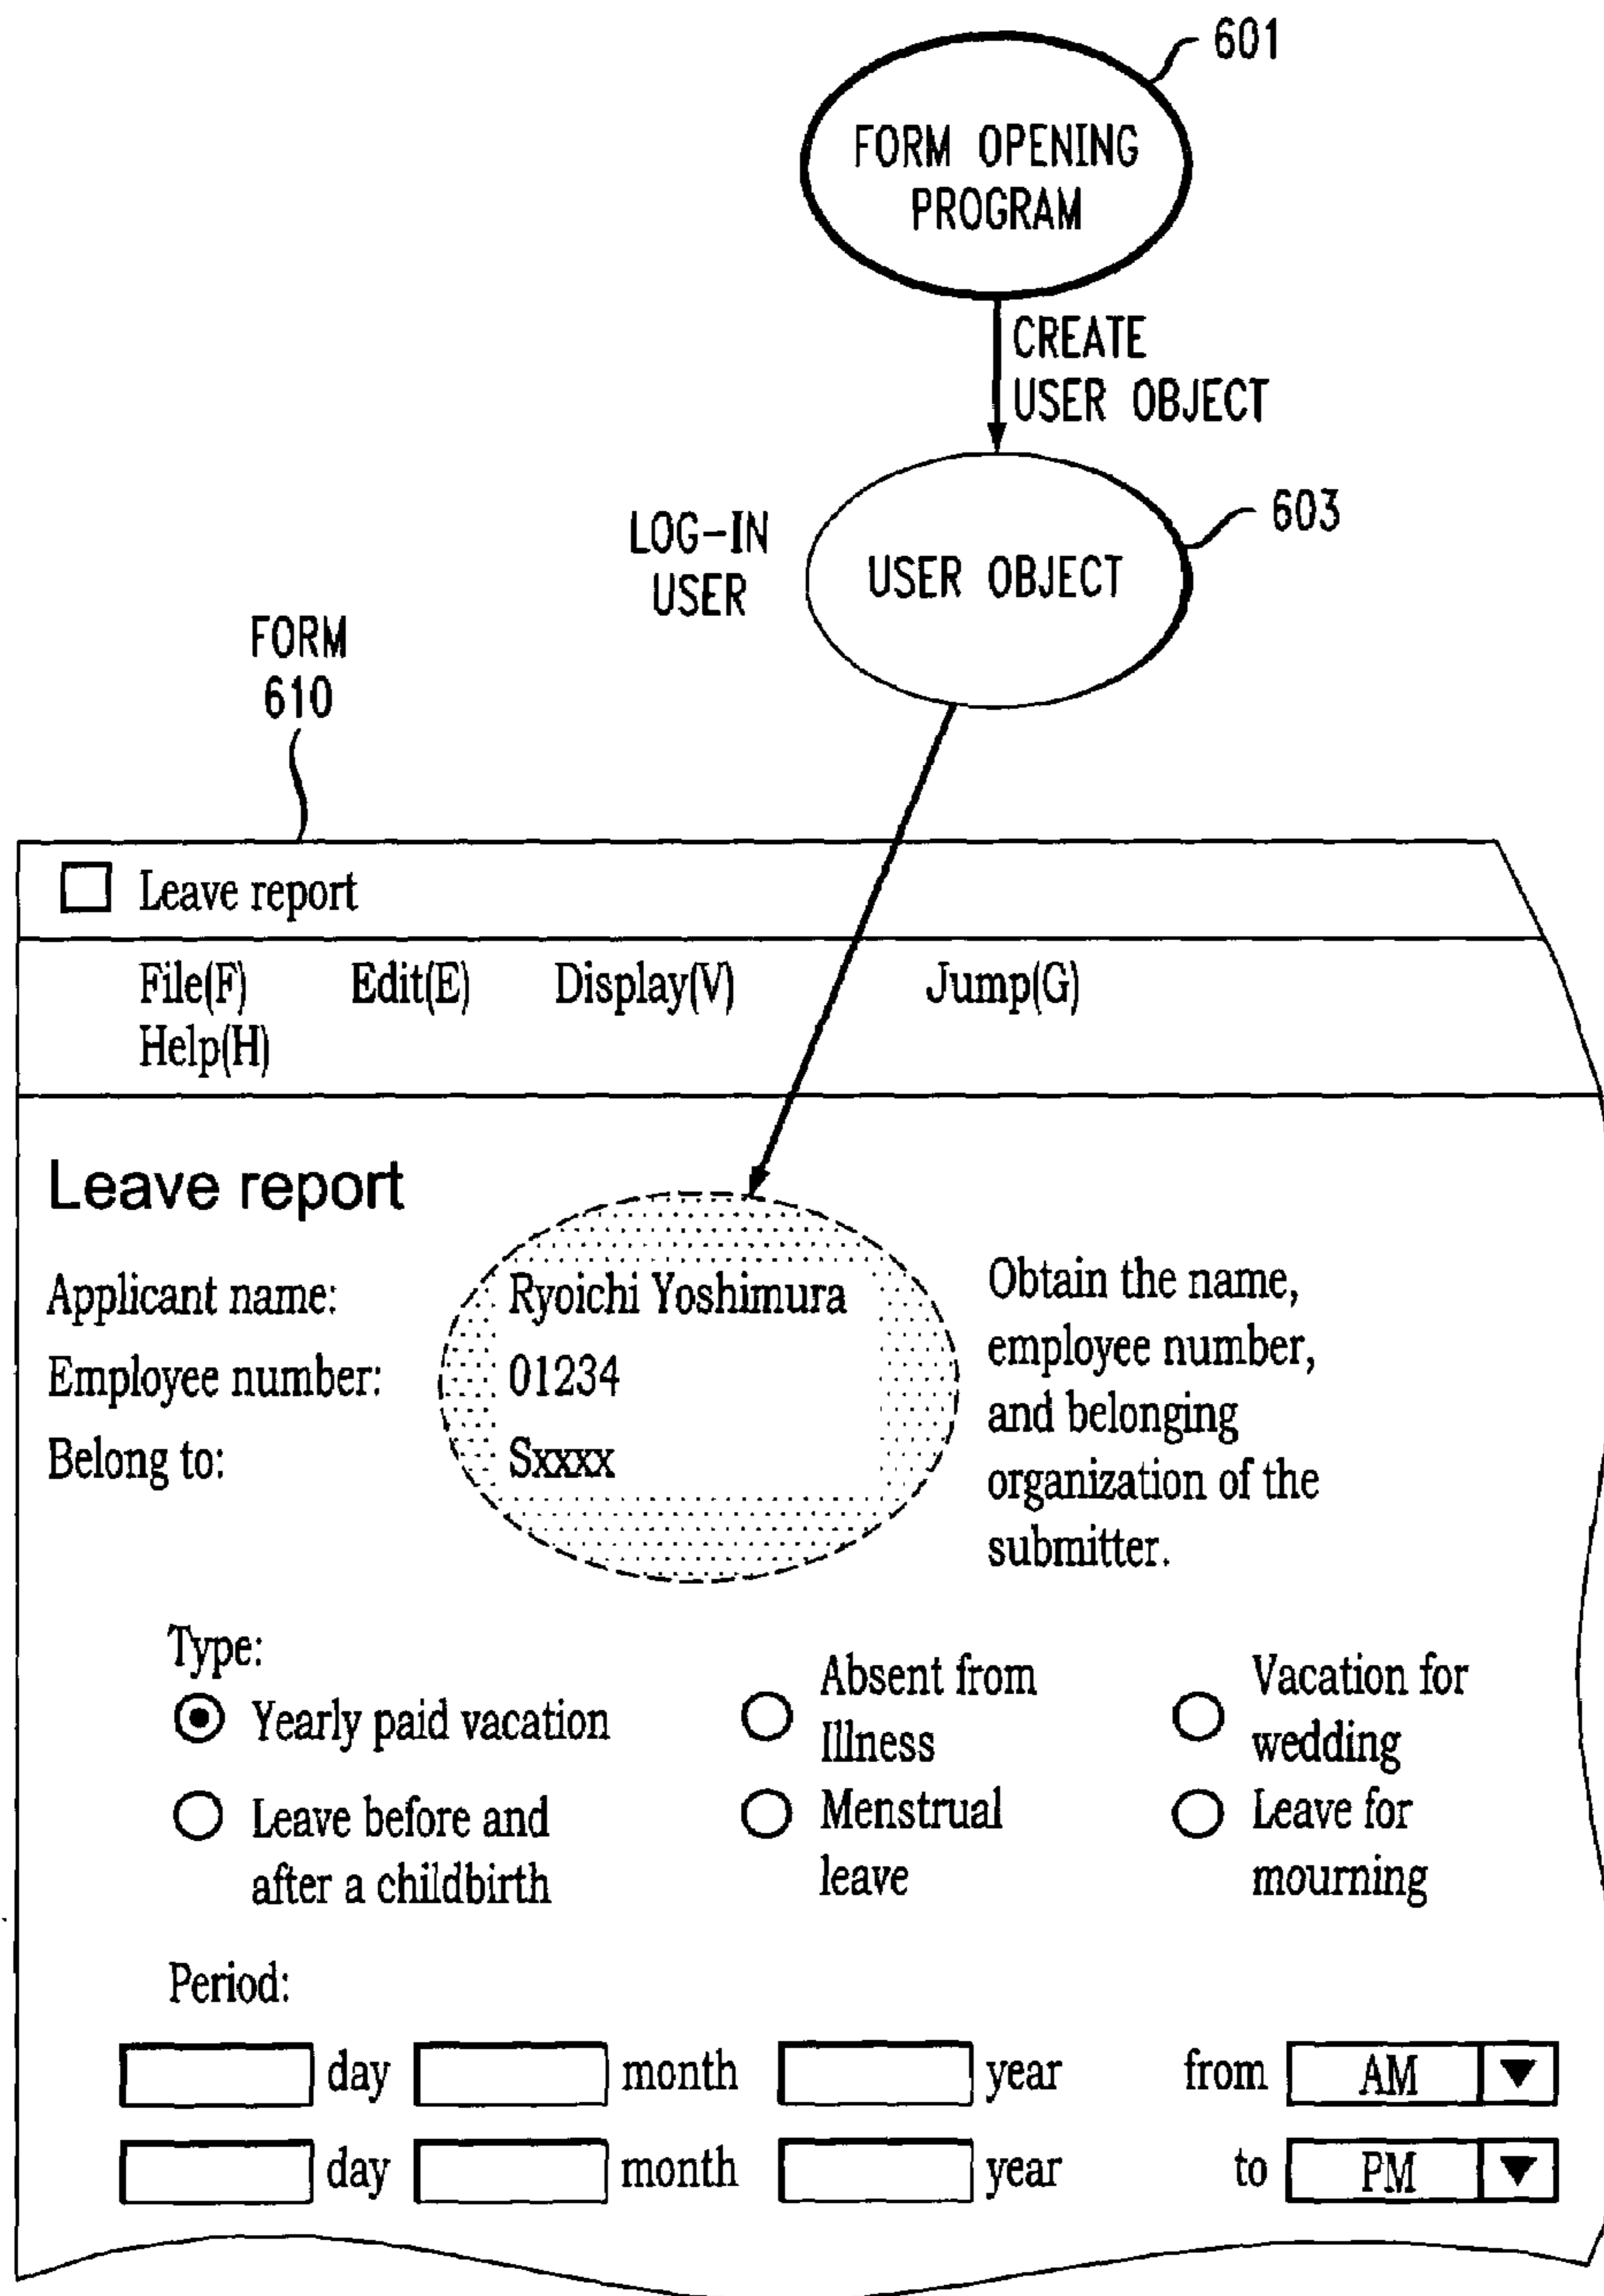 601
FORM OPENING
PROGRAM
CREATE
USER OBJECT
603
LOG-IN
USER
USER OBJECT
FORM
610
Leave report
File(F) Edit(E) Display(V) Jump(G)
Help(H)
Leave report
Applicant name: Ryoichi Yoshimura
Employee number: 01234
Belong to: Sxxxx
Obtain the name,
employee number,
and belonging
organization of the
submitter.
Type:
Yearly paid vacation
Absent from
Illness
Vacation for
wedding
Leave before and
after a childbirth
Menstrual
leave
Leave for
mourning
Period:
day month year from AM
day month year to PM